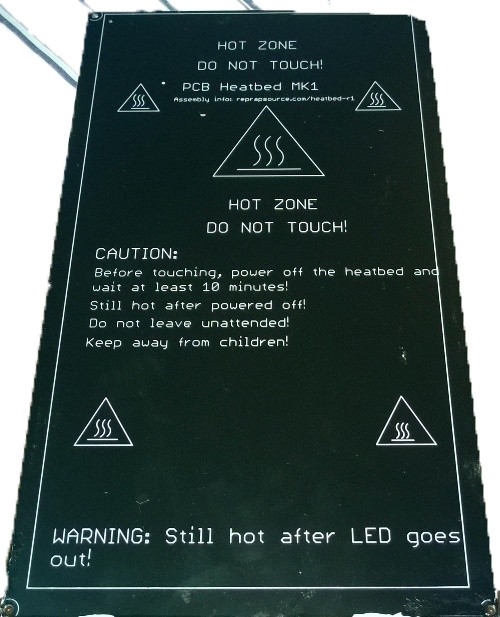 HOT ZONE
DO NOT TOUCH!
PCB Heatbed MK1
Assembly info: reprapsource.com/heatbed-r1
HOT ZONE
DO NOT TOUCH!
CAUTION:
Before touching, power off the heatbed and
wait at least 10 minutes!
Still hot after powered off!
Do not leave unattended!
Keep away from children!
WARNING: Still hot after LED goes
out!